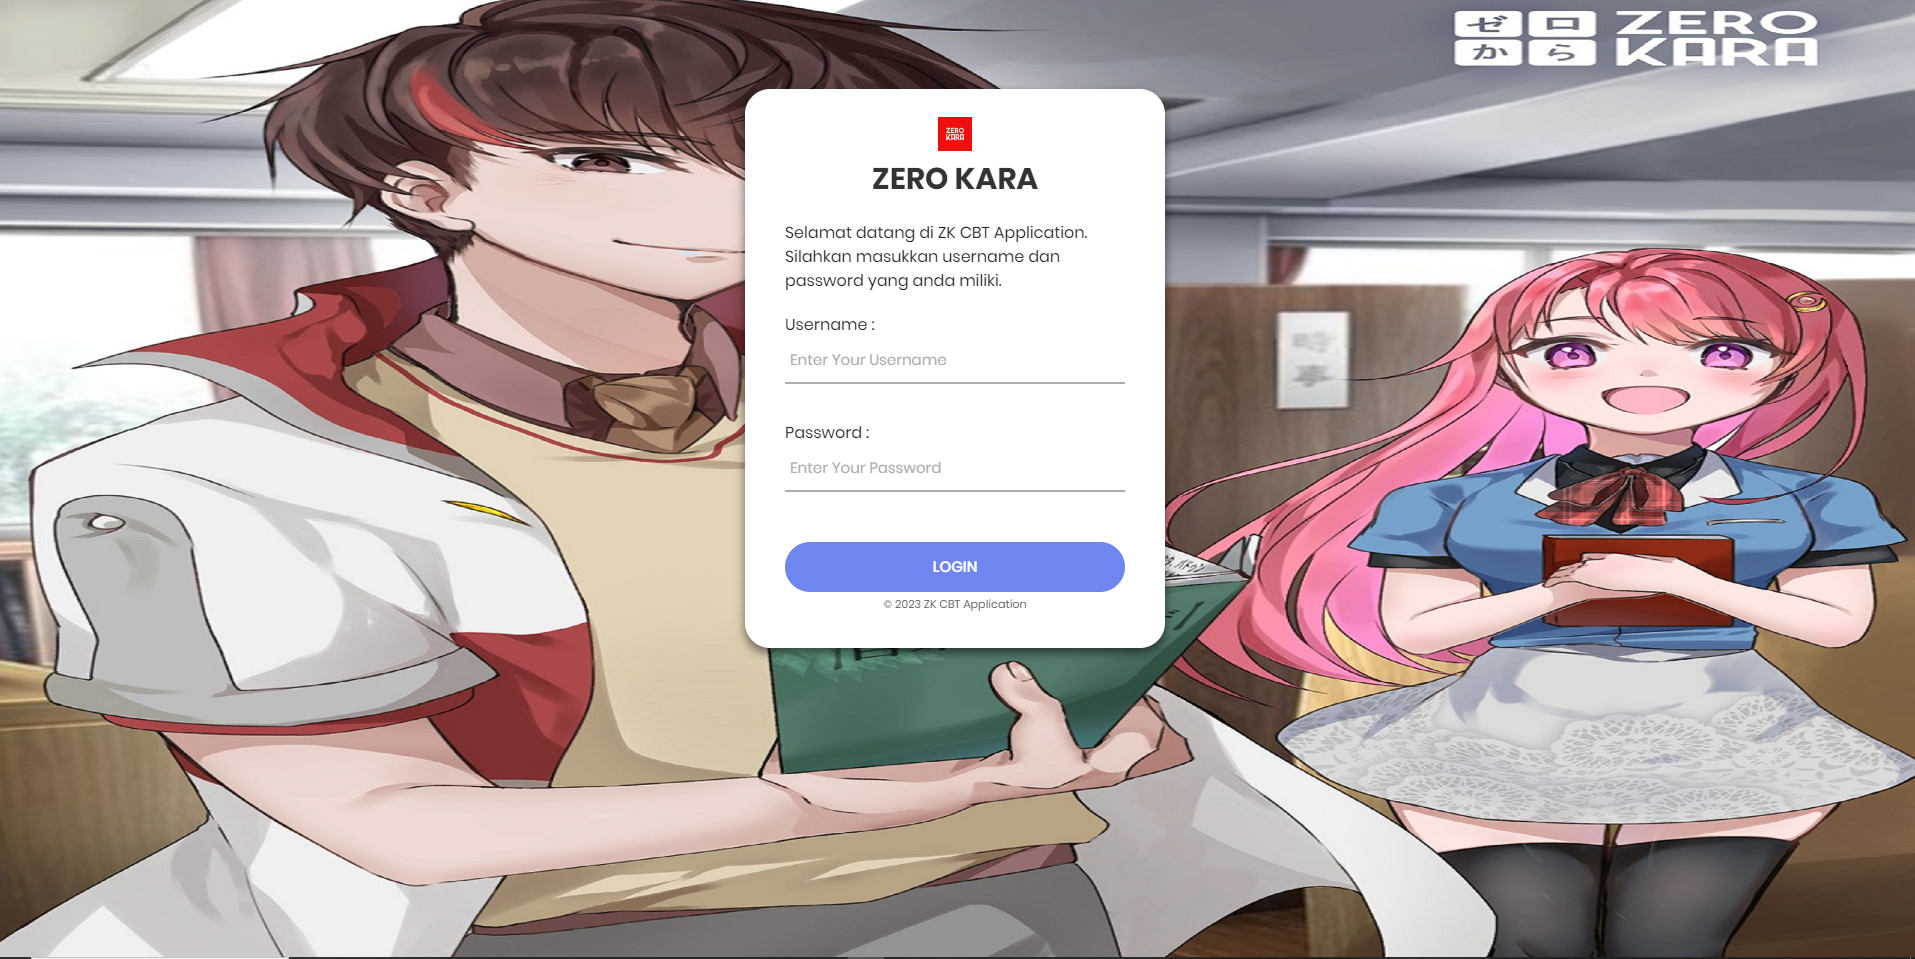 ゼロ ZERO
から KARA
ZERO
KARA
ZERO KARA
Selamat datang di ZK CBT Application.
Silahkan masukkan username dan
password yang anda miliki.
Username :
Enter Your Username
Password :
Enter Your Password
LOGIN
© 2023 ZK CBT Application